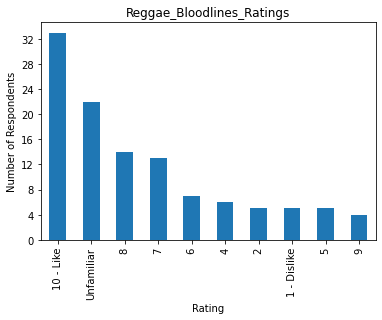 Reggae_Bloodlines_Ratings
Number of Respondents
32
28
24
20
16
12
8
4
0
10 - Like
Unfamiliar
8
7
6
4
2
1 - Dislike
5
9
Rating